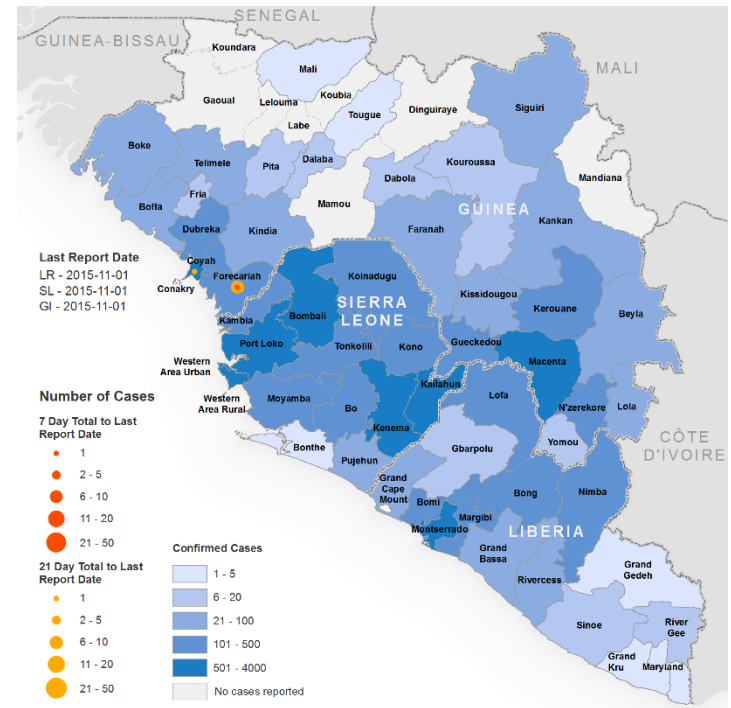 SENEGAL
GUINEA-BISSAU
MALI
CÔTE
D'IVOIRE
GUINEA
SIERRA
LEONE
LIBERIA
Koundara
Mali
Gaoual
Lelouma
Koubia
Labe
Tougue
Dinguiraye
Siguiri
Boke
Telimele
Pita
Dalaba
Dabola
Kouroussa
Mandiana
Fria
Boffa
Mamou
Dubreka
Kindia
Faranah
Kankan
Coyah
Conakry
Forecariah
Koinadugu
Kissidougou
Kerouane
Beyla
Kambia
Bombali
Port Loko
Tonkolili
Kono
Gueckedou
Macenta
Western
Area Urban
Western
Area Rural
Moyamba
Bo
Kenema
Kailahun
Lofa
N'zerekore
Lola
Yomou
Bonthe
Pujehun
Gbarpolu
Grand
Cape
Mount
Bomi
Bong
Nimba
Margibi
Montserrado
Grand
Bassa
Rivercess
Grand
Gedeh
Sinoe
River
Gee
Grand
Kru
Maryland
Last Report Date
LR - 2015-11-01
SL - 2015-11-01
GI - 2015-11-01
Number of Cases
7 Day Total to Last
Report Date
1
2 - 5
6 - 10
11 - 20
21 - 50
21 Day Total to Last
Report Date
1
2 - 5
6 - 10
11 - 20
21 - 50
Confirmed Cases
1 - 5
6 - 20
21 - 100
101 - 500
501 - 4000
No cases reported